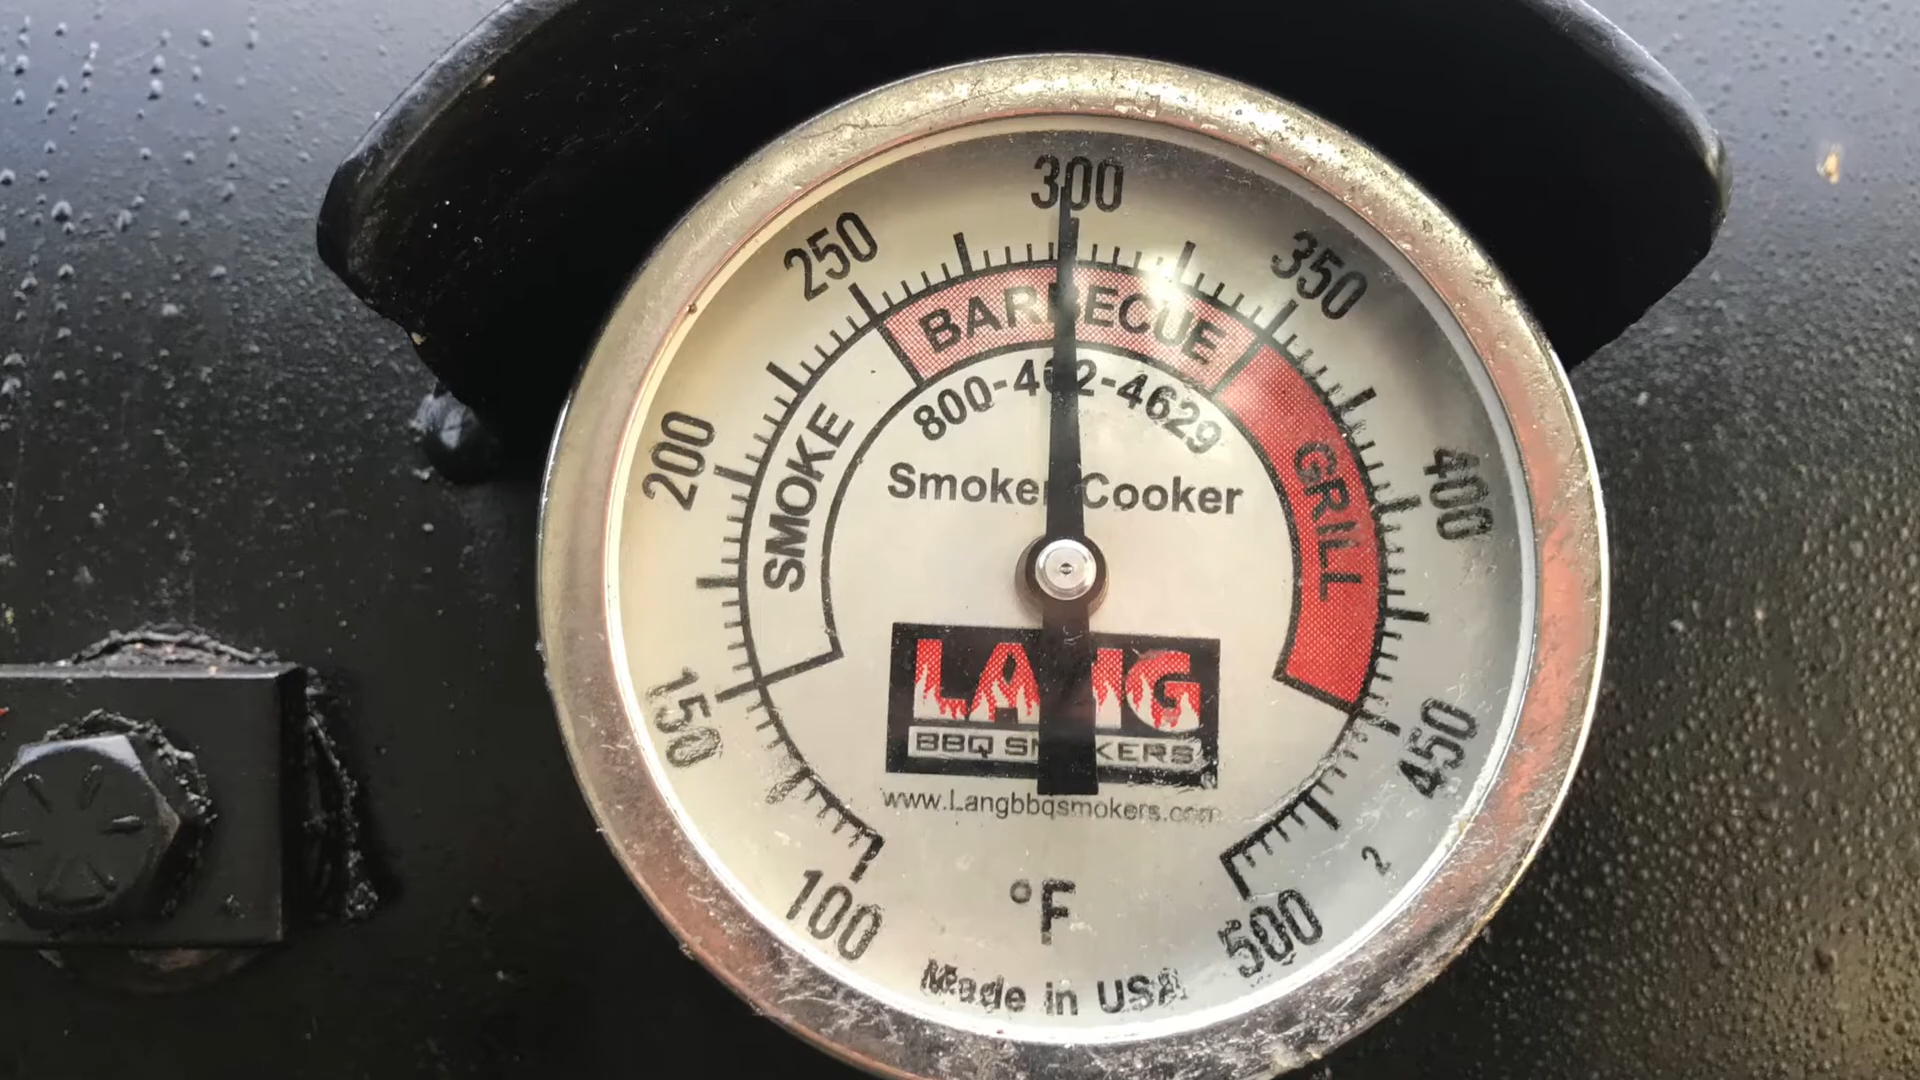 300
250
350
BARBECUE
200
SMOKE
800-462-4629
GRILL
400
Smoker Cooker
150
LANG
BBQ SMOKERS
450
www.Langbbqsmokers.com
2
100
°F
500
Made in USA